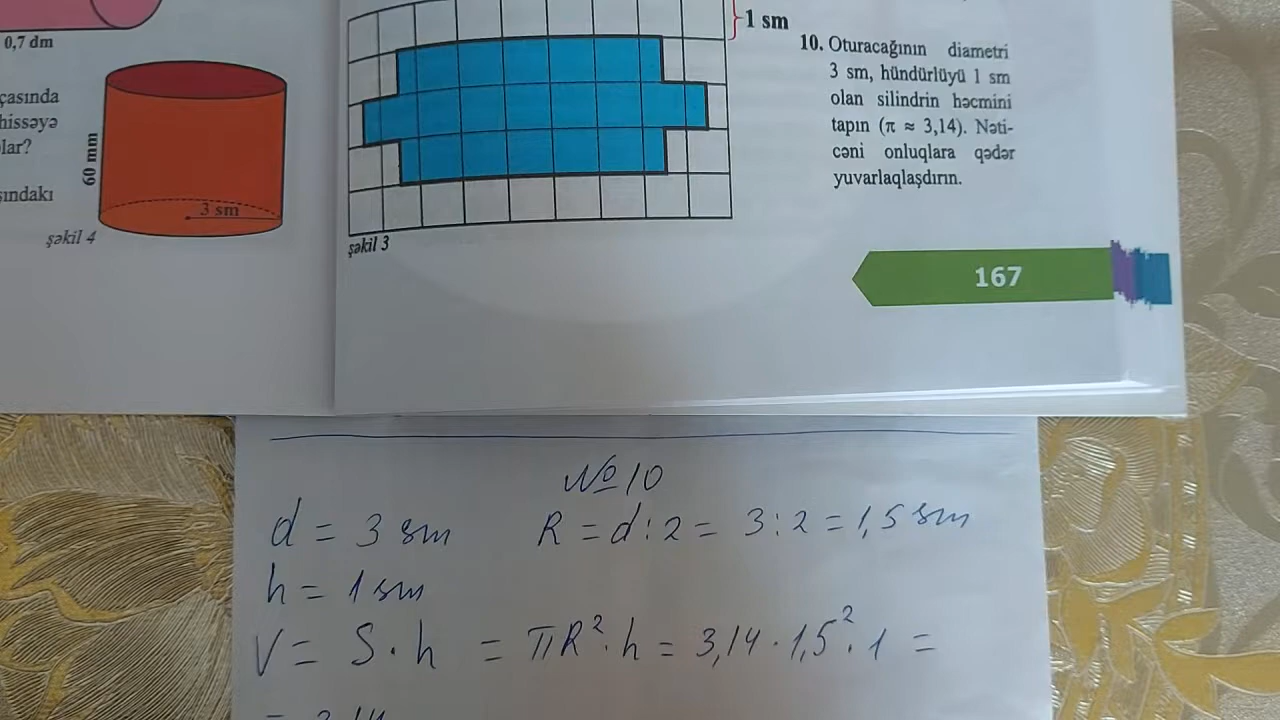 0,7 dm
çasında
hissəyə
lar?
şındakı
60 mm
3 sm
şəkil 4
1 sm
şəkil 3
10. Oturacağının diametri
3 sm, hündürlüyü 1 sm
olan silindrin həcmini
tapın (π ≈ 3,14). Nəti-
cəni onluqlara qədər
yuvarlaqlaşdırın.
167
№10
d = 3 sm R = d:2 = 3:2 = 1,5 sm
h = 1 sm
V = S · h = πR²·h = 3,14 · 1,5² · 1 =
= 3,14